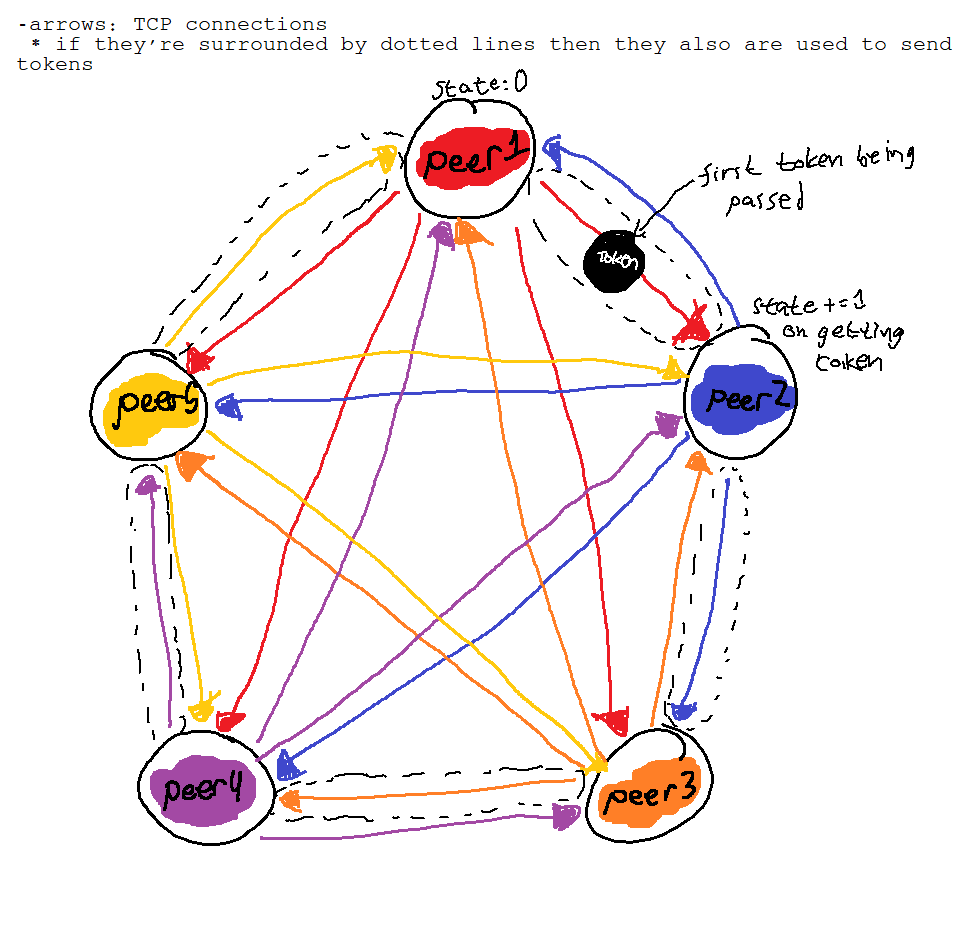 -arrows: TCP connections
* if they're surrounded by dotted lines then they also are used to send
tokens
state:0
peer1
first token being
passed
Token
state +=1
on getting
token
peer5
peer2
peer4
peer3